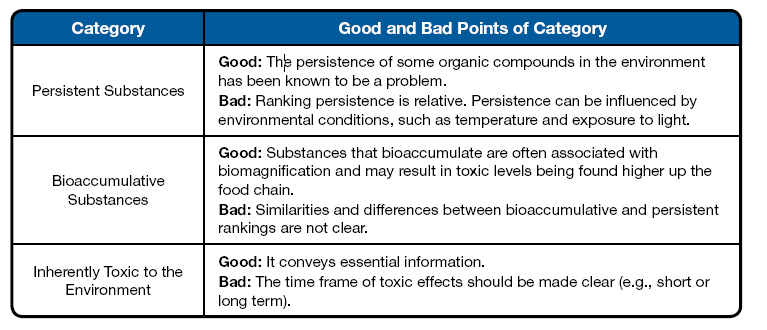 Category
Good and Bad Points of Category
Persistent Substances
Good: The persistence of some organic compounds in the environment
has been known to be a problem.
Bad: Ranking persistence is relative. Persistence can be influenced by
environmental conditions, such as temperature and exposure to light.
Bioaccumulative
Substances
Good: Substances that bioaccumulate are often associated with
biomagnification and may result in toxic levels being found higher up the
food chain.
Bad: Similarities and differences between bioaccumulative and persistent
rankings are not clear.
Inherently Toxic to the
Environment
Good: It conveys essential information.
Bad: The time frame of toxic effects should be made clear (e.g., short or
long term).